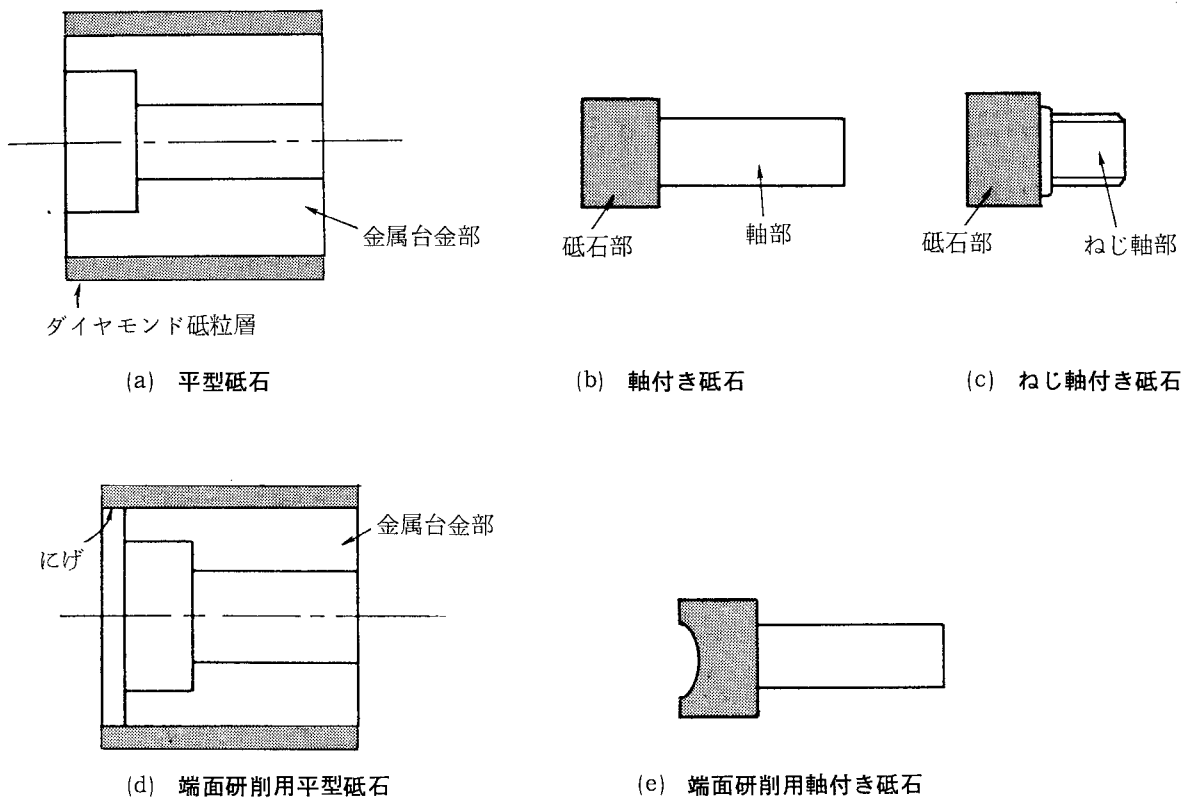 金属台金部
ダイヤモンド砥粒層
(a) 平型砥石
砥石部
軸部
(b) 軸付き砥石
砥石部
ねじ軸部
(c) ねじ軸付き砥石
にげ
金属台金部
(d) 端面研削用平型砥石
(e) 端面研削用軸付き砥石